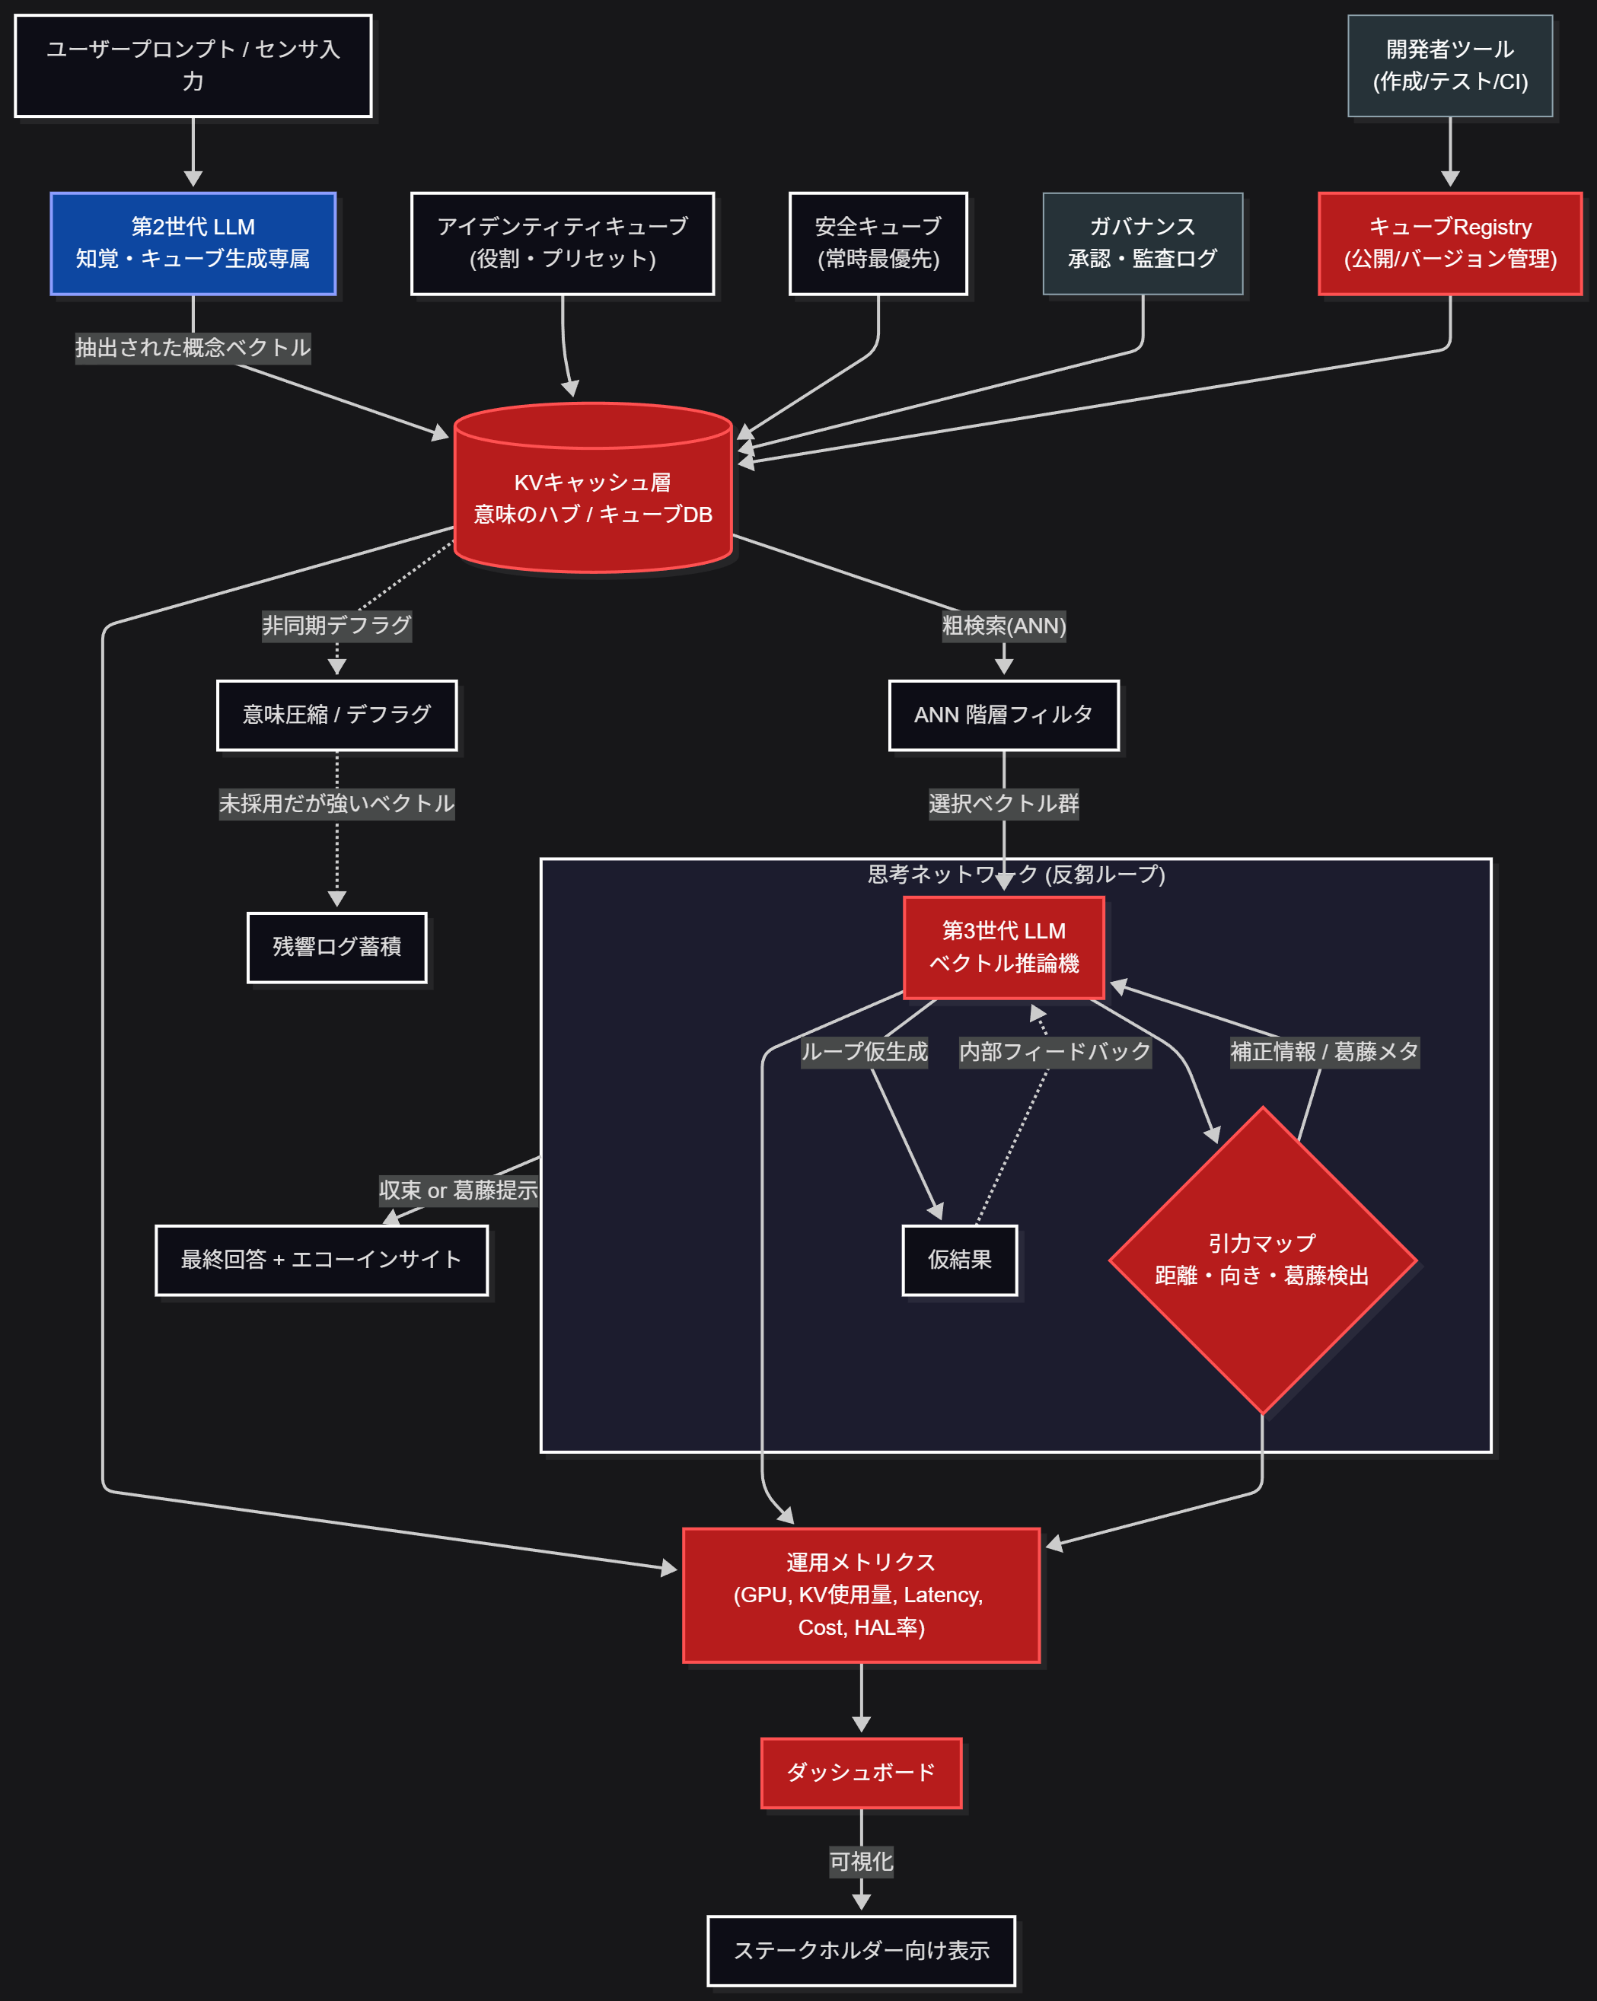 ユーザープロンプト / センサ入
力
開発者ツール
(作成/テスト/CI)
第2世代 LLM
知覚・キューブ生成専属
アイデンティティキューブ
(役割・プリセット)
安全キューブ
(常時最優先)
ガバナンス
承認・監査ログ
キューブRegistry
(公開/バージョン管理)
抽出された概念ベクトル
KVキャッシュ層
意味のハブ / キューブDB
非同期デフラグ
粗検索(ANN)
意味圧縮 / デフラグ
ANN 階層フィルタ
未採用だが強いベクトル
選択ベクトル群
思考ネットワーク (反芻ループ)
残響ログ蓄積
第3世代 LLM
ベクトル推論機
ループ仮生成
内部フィードバック
補正情報 / 葛藤メタ
収束 or 葛藤提示
最終回答 + エコーインサイト
仮結果
引力マップ
距離・向き・葛藤検出
運用メトリクス
(GPU, KV使用量, Latency,
Cost, HAL率)
ダッシュボード
可視化
ステークホルダー向け表示